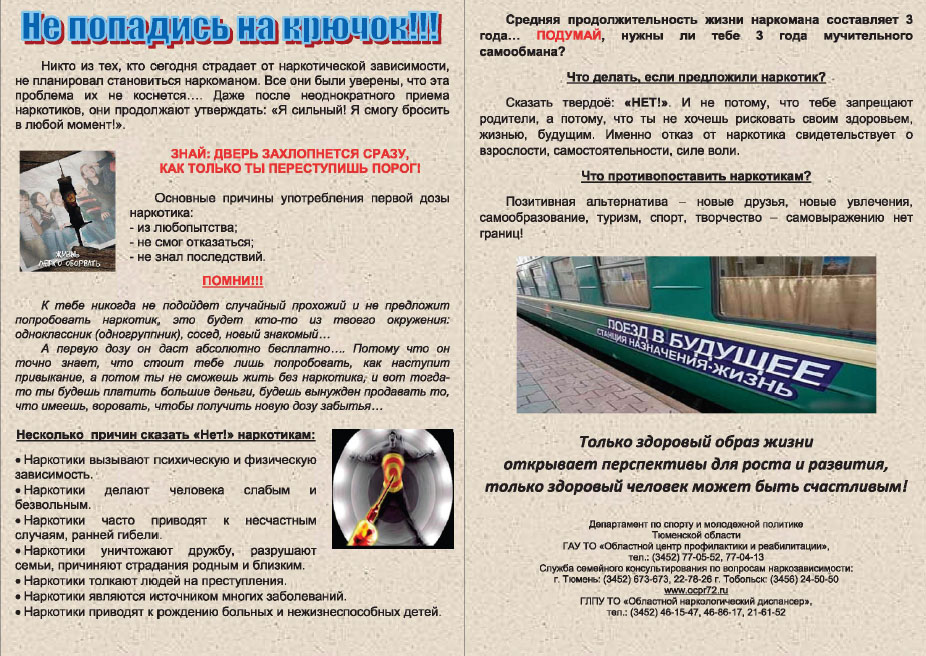 Не попадись на крючок!!!
Никто из тех, кто сегодня страдает от наркотической зависимости,
не планировал становиться наркоманом. Все они были уверены, что эта
проблема их не коснется…. Даже после неоднократного приема
наркотиков, они продолжают утверждать: «Я сильный! Я смогу бросить
в любой момент!».
ЗНАЙ: ДВЕРЬ ЗАХЛОПНЕТСЯ СРАЗУ,
КАК ТОЛЬКО ТЫ ПЕРЕСТУПИШЬ ПОРОГ!
ЖИЗНЬ
ЛЕГКО ОБОРВАТЬ
Основные причины употребления первой дозы
наркотика:
- из любопытства;
- не смог отказаться;
- не знал последствий.
ПОМНИ!!!
К тебе никогда не подойдет случайный прохожий и не предложит
попробовать наркотик, это будет кто-то из твоего окружения:
одноклассник (одногруппник), сосед, новый знакомый…
А первую дозу он даст абсолютно бесплатно…. Потому что он
точно знает, что стоит тебе лишь попробовать, как наступит
привыкание, а потом ты не сможешь жить без наркотика, и вот тогда-
то ты будешь платить большие деньги, будешь вынужден продавать то,
что имеешь, воровать, чтобы получить новую дозу забытья…
Несколько причин сказать «Нет!» наркотикам:
• Наркотики вызывают психическую и физическую
зависимость.
• Наркотики делают человека слабым и
безвольным.
• Наркотики часто приводят к несчастным
случаям, ранней гибели.
• Наркотики уничтожают дружбу, разрушают
семьи, причиняют страдания родным и близким.
• Наркотики толкают людей на преступления.
• Наркотики являются источником многих заболеваний.
• Наркотики приводят к рождению больных и нежизнеспособных детей.
Средняя продолжительность жизни наркомана составляет 3
года… ПОДУМАЙ, нужны ли тебе 3 года мучительного
самообмана?
Что делать, если предложили наркотик?
Сказать твердоё: «НЕТ!». И не потому, что тебе запрещают
родители, а потому, что ты не хочешь рисковать своим здоровьем,
жизнью, будущим. Именно отказ от наркотика свидетельствует о
взрослости, самостоятельности, силе воли.
Что противопоставить наркотикам?
Позитивная альтернатива – новые друзья, новые увлечения,
самообразование, туризм, спорт, творчество – самовыражению нет
границ!
ПОЕЗД В БУДУЩЕЕ
СТАНЦИЯ НАЗНАЧЕНИЯ-ЖИЗНЬ
Только здоровый образ жизни
открывает перспективы для роста и развития,
только здоровый человек может быть счастливым!
Департамент по спорту и молодежной политике
Тюменской области
ГАУ ТО «Областной центр профилактики и реабилитации»,
тел.: (3452) 77-05-52, 77-04-13
Служба семейного консультирования по вопросам наркозависимости:
г. Тюмень: (3452) 673-673, 22-78-26 г. Тобольск: (3456) 24-50-50
www.ocpr72.ru
ГЛПУ ТО «Областной наркологический диспансер»,
тел.: (3452) 46-15-47, 46-86-17, 21-61-52